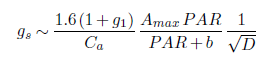 g_s ∼ \frac{1.6(1+g_1)}{C_a} \frac{A_{max} PAR}{PAR+b} \frac{1}{\sqrt{D}}